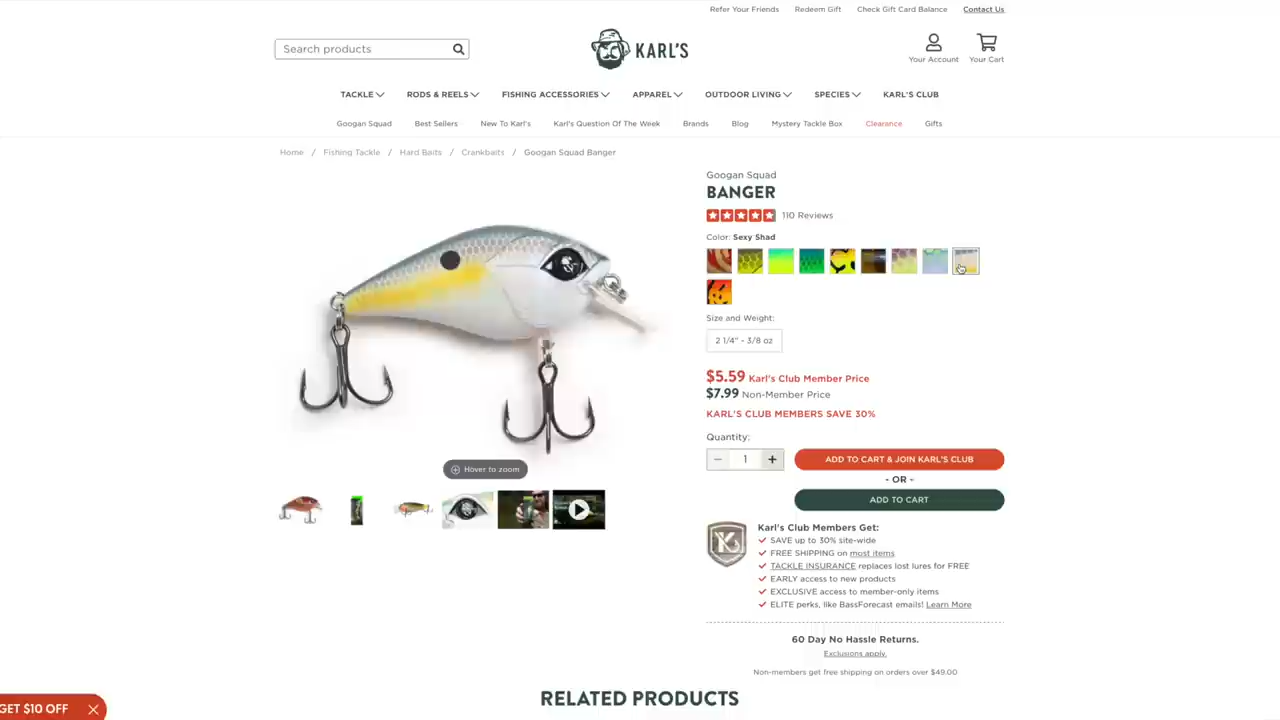 Refer Your Friends
Redeem Gift
Check Gift Card Balance
Contact Us
Search products
KARL'S
Your Account
Your Cart
TACKLE
RODS & REELS
FISHING ACCESSORIES
APPAREL
OUTDOOR LIVING
SPECIES
KARL'S CLUB
Googan Squad
Best Sellers
New To Karl's
Karl's Question Of The Week
Brands
Blog
Mystery Tackle Box
Clearance
Gifts
Home / Fishing Tackle / Hard Baits / Crankbaits / Googan Squad Banger
Googan Squad
BANGER
110 Reviews
Color: Sexy Shad
Size and Weight:
2 1/4" - 3/8 oz
$5.59 Karl's Club Member Price
$7.99 Non-Member Price
KARL'S CLUB MEMBERS SAVE 30%
Quantity:
− 1 +
ADD TO CART & JOIN KARL'S CLUB
- OR -
ADD TO CART
Hover to zoom
K
Karl's Club Members Get:
SAVE up to 30% site-wide
FREE SHIPPING on most items
TACKLE INSURANCE replaces lost lures for FREE
EARLY access to new products
EXCLUSIVE access to member-only items
ELITE perks, like BassForecast emails! Learn More
60 Day No Hassle Returns.
Exclusions apply.
Non-members get free shipping on orders over $49.00
RELATED PRODUCTS
GET $10 OFF